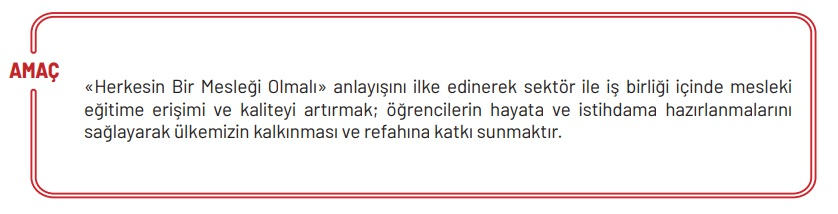 AMAÇ
«Herkesin Bir Mesleği Olmalı» anlayışını ilke edinerek sektör ile iş birliği içinde mesleki
eğitime erişimi ve kaliteyi artırmak; öğrencilerin hayata ve istihdama hazırlanmalarını
sağlayarak ülkemizin kalkınması ve refahına katkı sunmaktır.